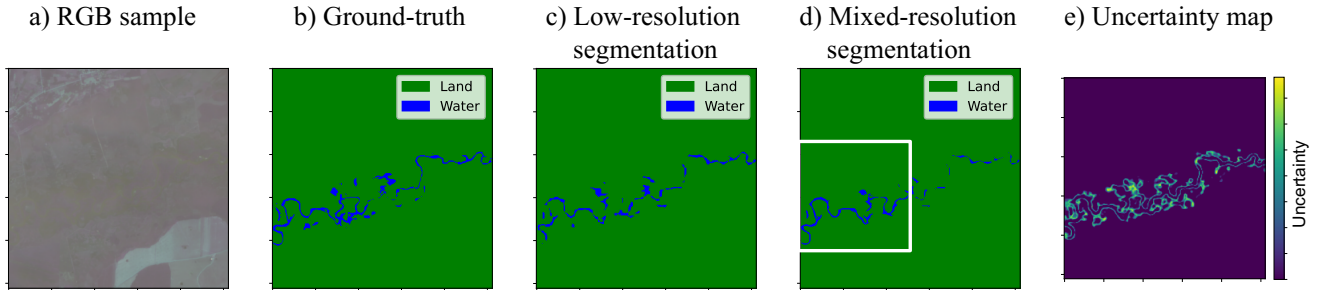 a) RGB sample
b) Ground-truth
c) Low-resolution
segmentation
d) Mixed-resolution
segmentation
e) Uncertainty map
Land
Water
Land
Water
Land
Water
Uncertainty